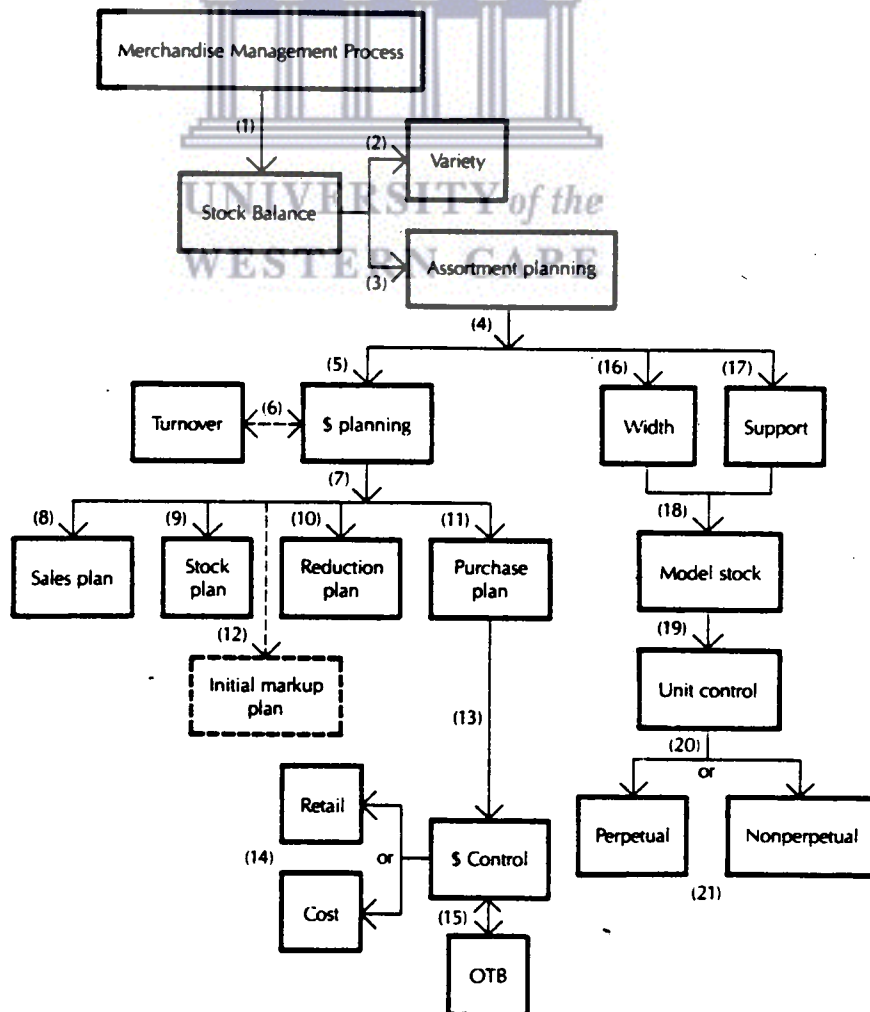 Merchandise Management Process
(1)
(2)
Variety
Stock Balance
UNIVERSITY of the
WESTERN CAPE
(3)
Assortment planning
(4)
(5)
(16)
(17)
Turnover
(6)
$ planning
Width
Support
(7)
(8)
(9)
(10)
(11)
(18)
Sales plan
Stock
plan
Reduction
plan
Purchase
plan
Model stock
(12)
(19)
Initial markup
plan
Unit control
(13)
(20)
or
Retail
Perpetual
Nonperpetual
(14)
or
$ Control
(21)
Cost
(15)
OTB